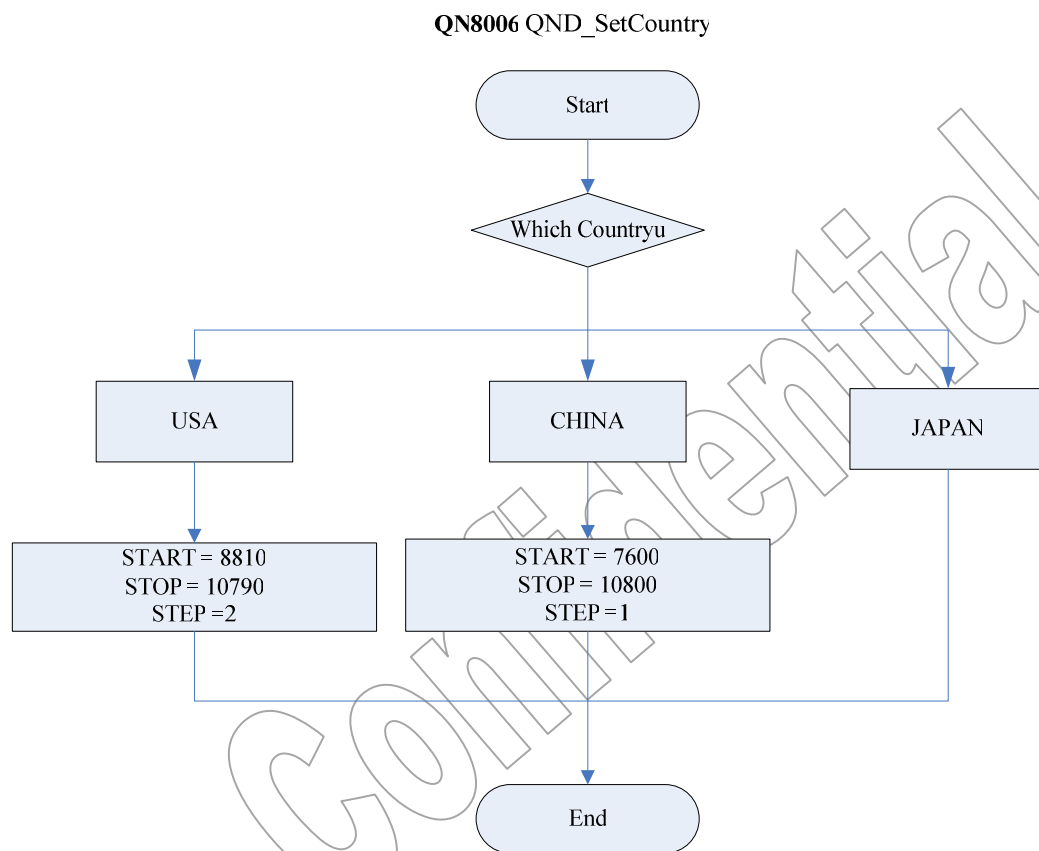 QN8006 QND_SetCountry
Start
Which Countryu
USA
CHINA
JAPAN
START = 8810
STOP = 10790
STEP =2
START = 7600
STOP = 10800
STEP =1
End
Confidential